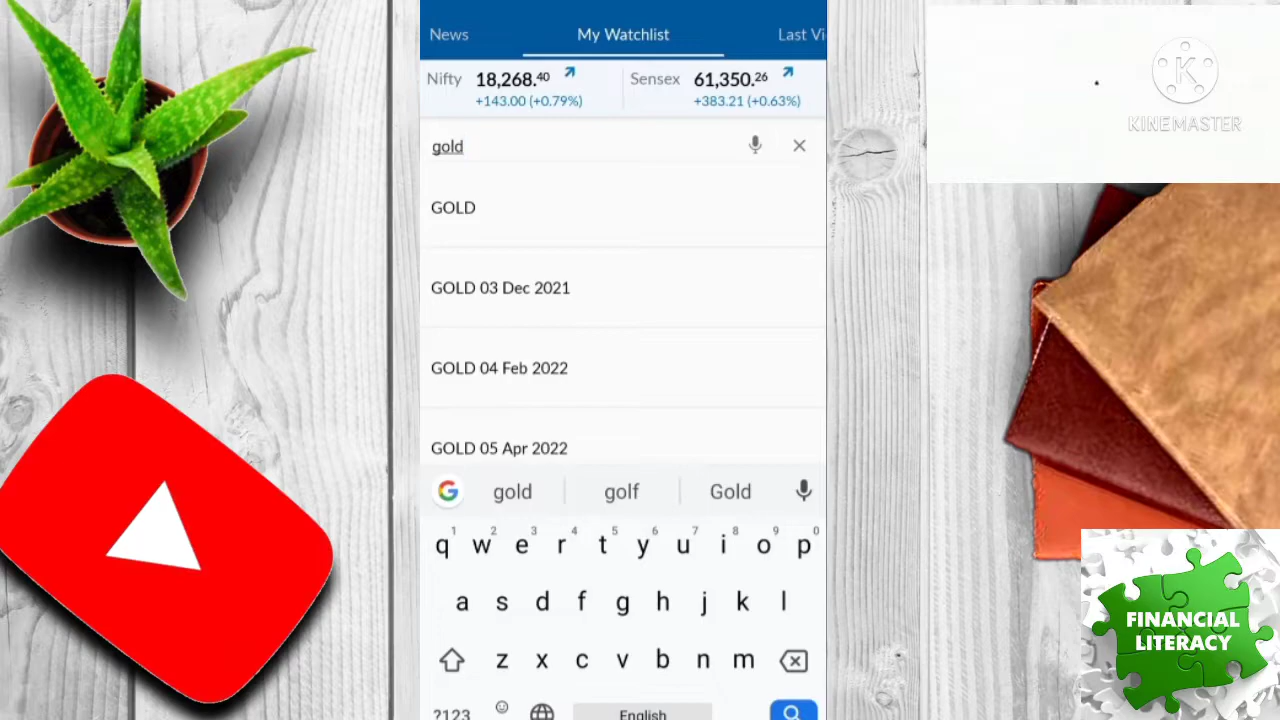 News My Watchlist Last Vi
Nifty 18,268.40 Sensex 61,350.26
+143.00 (+0.79%) +383.21 (+0.63%)
gold
GOLD
GOLD 03 Dec 2021
GOLD 04 Feb 2022
GOLD 05 Apr 2022
G gold golf Gold
1 2 3 4 5 6 7 8 9 0
q w e r t y u i o p
a s d f g h j k l
z x c v b n m
?123 English
K
KINEMASTER
FINANCIAL
LITERACY